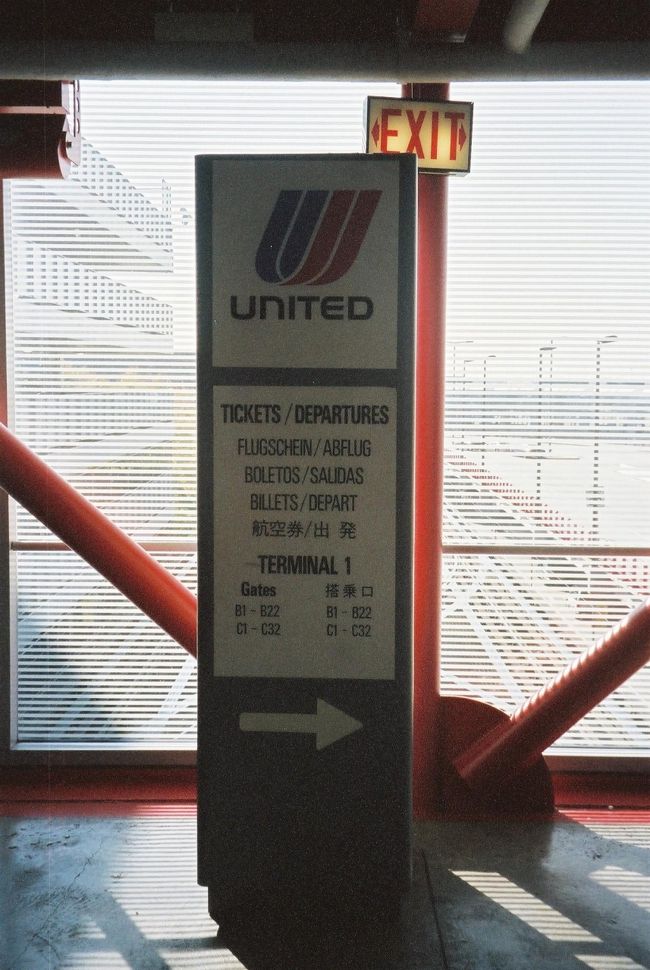 EXIT
UNITED
TICKETS/DEPARTURES
FLUGSCHEIN/ABFLUG
BOLETOS/SALIDAS
BILLETS/DEPART
航空券/出 発
TERMINAL 1
Gates 搭乗口
B1 - B22 B1 - B22
C1 - C32 C1 - C32